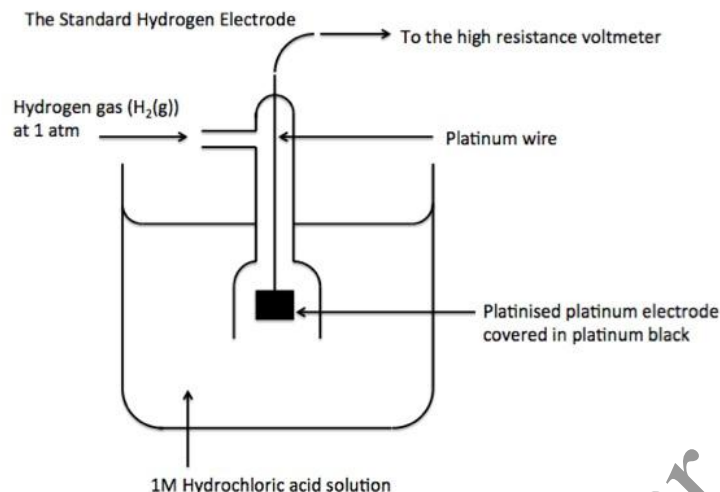 The Standard Hydrogen Electrode
To the high resistance voltmeter
Hydrogen gas (H₂(g))
at 1 atm
Platinum wire
Platinised platinum electrode
covered in platinum black
1M Hydrochloric acid solution